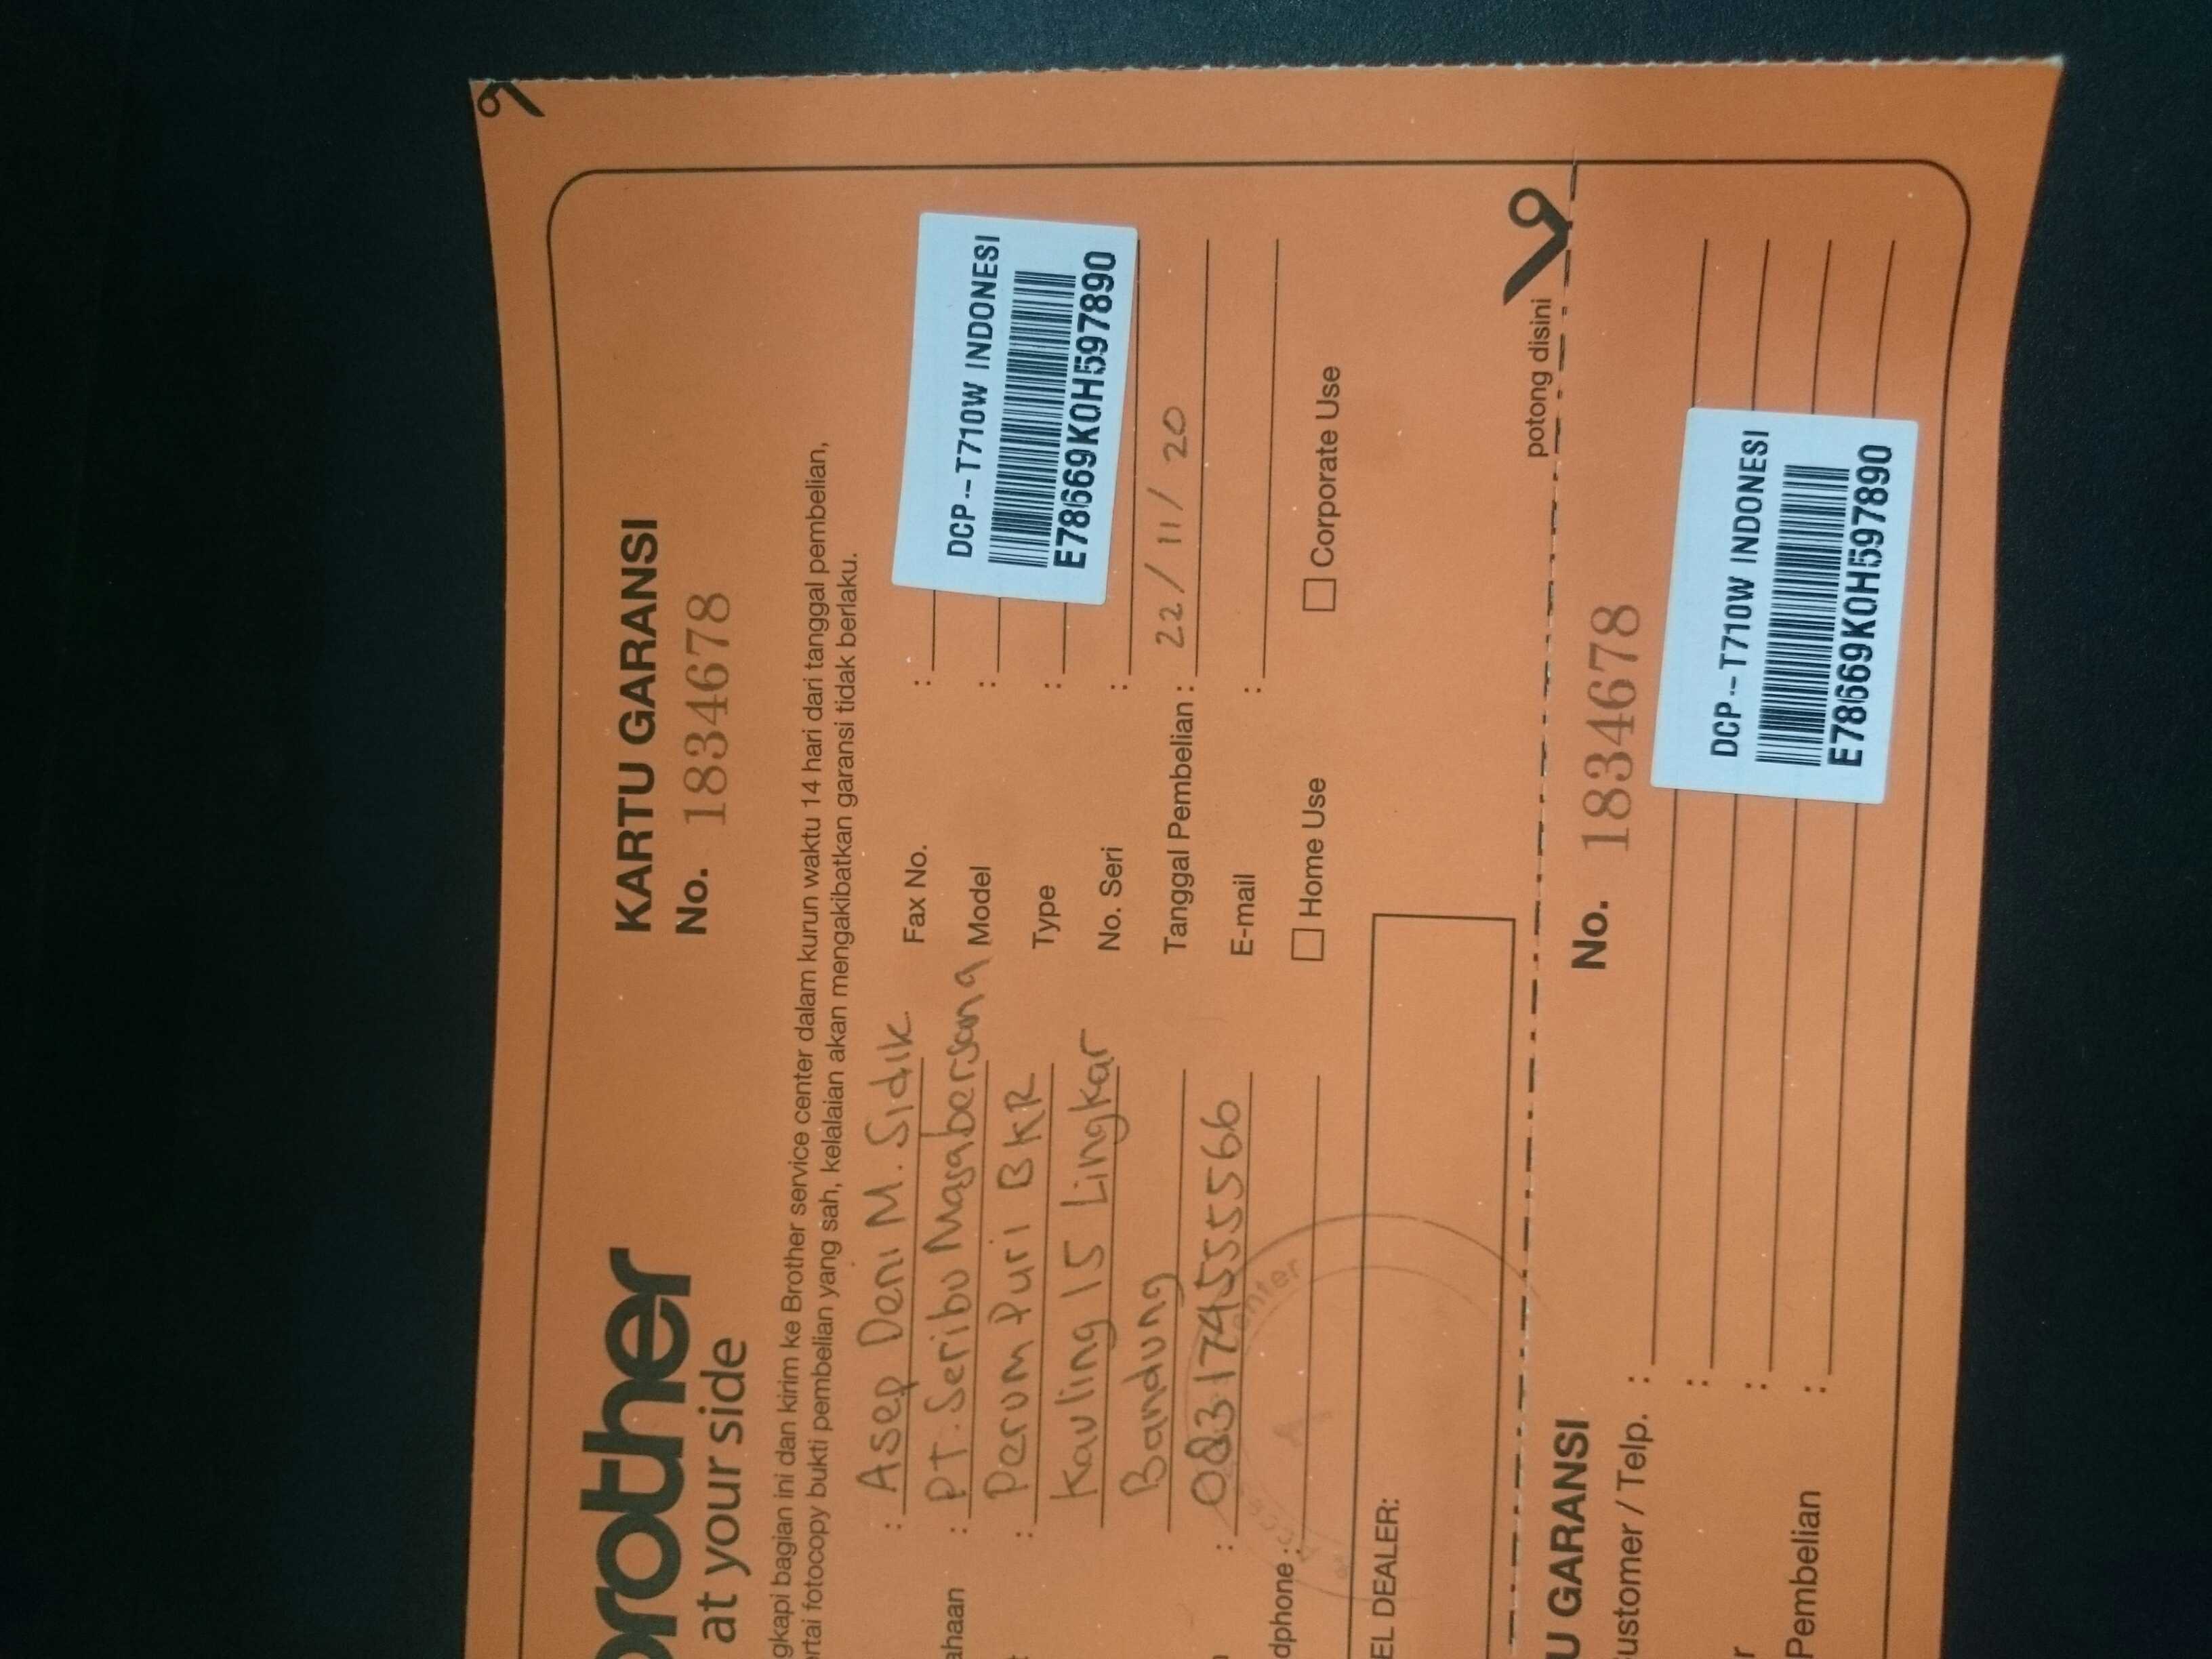 brother
at your side
KARTU GARANSI
No. 1834678
gkapi bagian ini dan kirim ke Brother service center dalam kurun waktu 14 hari dari tanggal pembelian,
rtai fotocopy bukti pembelian yang sah, kelalaian akan mengakibatkan garansi tidak berlaku.
: Asep Deni M. Sidik Fax No. :
ahaan : PT. Seribu Masabersama Model :
: Perum Puri BKR Type :
Kavling 15 Lingkar No. Seri :
DCP-T710W INDONESI
E78669K0H597890
Bandung Tanggal Pembelian : 22/11/20
: 083174555566 E-mail :
dphone : Home Use Corporate Use
EL DEALER:
potong disini
U GARANSI No. 1834678
ustomer / Telp. :
:
r :
Pembelian :
DCP-T710W INDONESI
E78669K0H597890